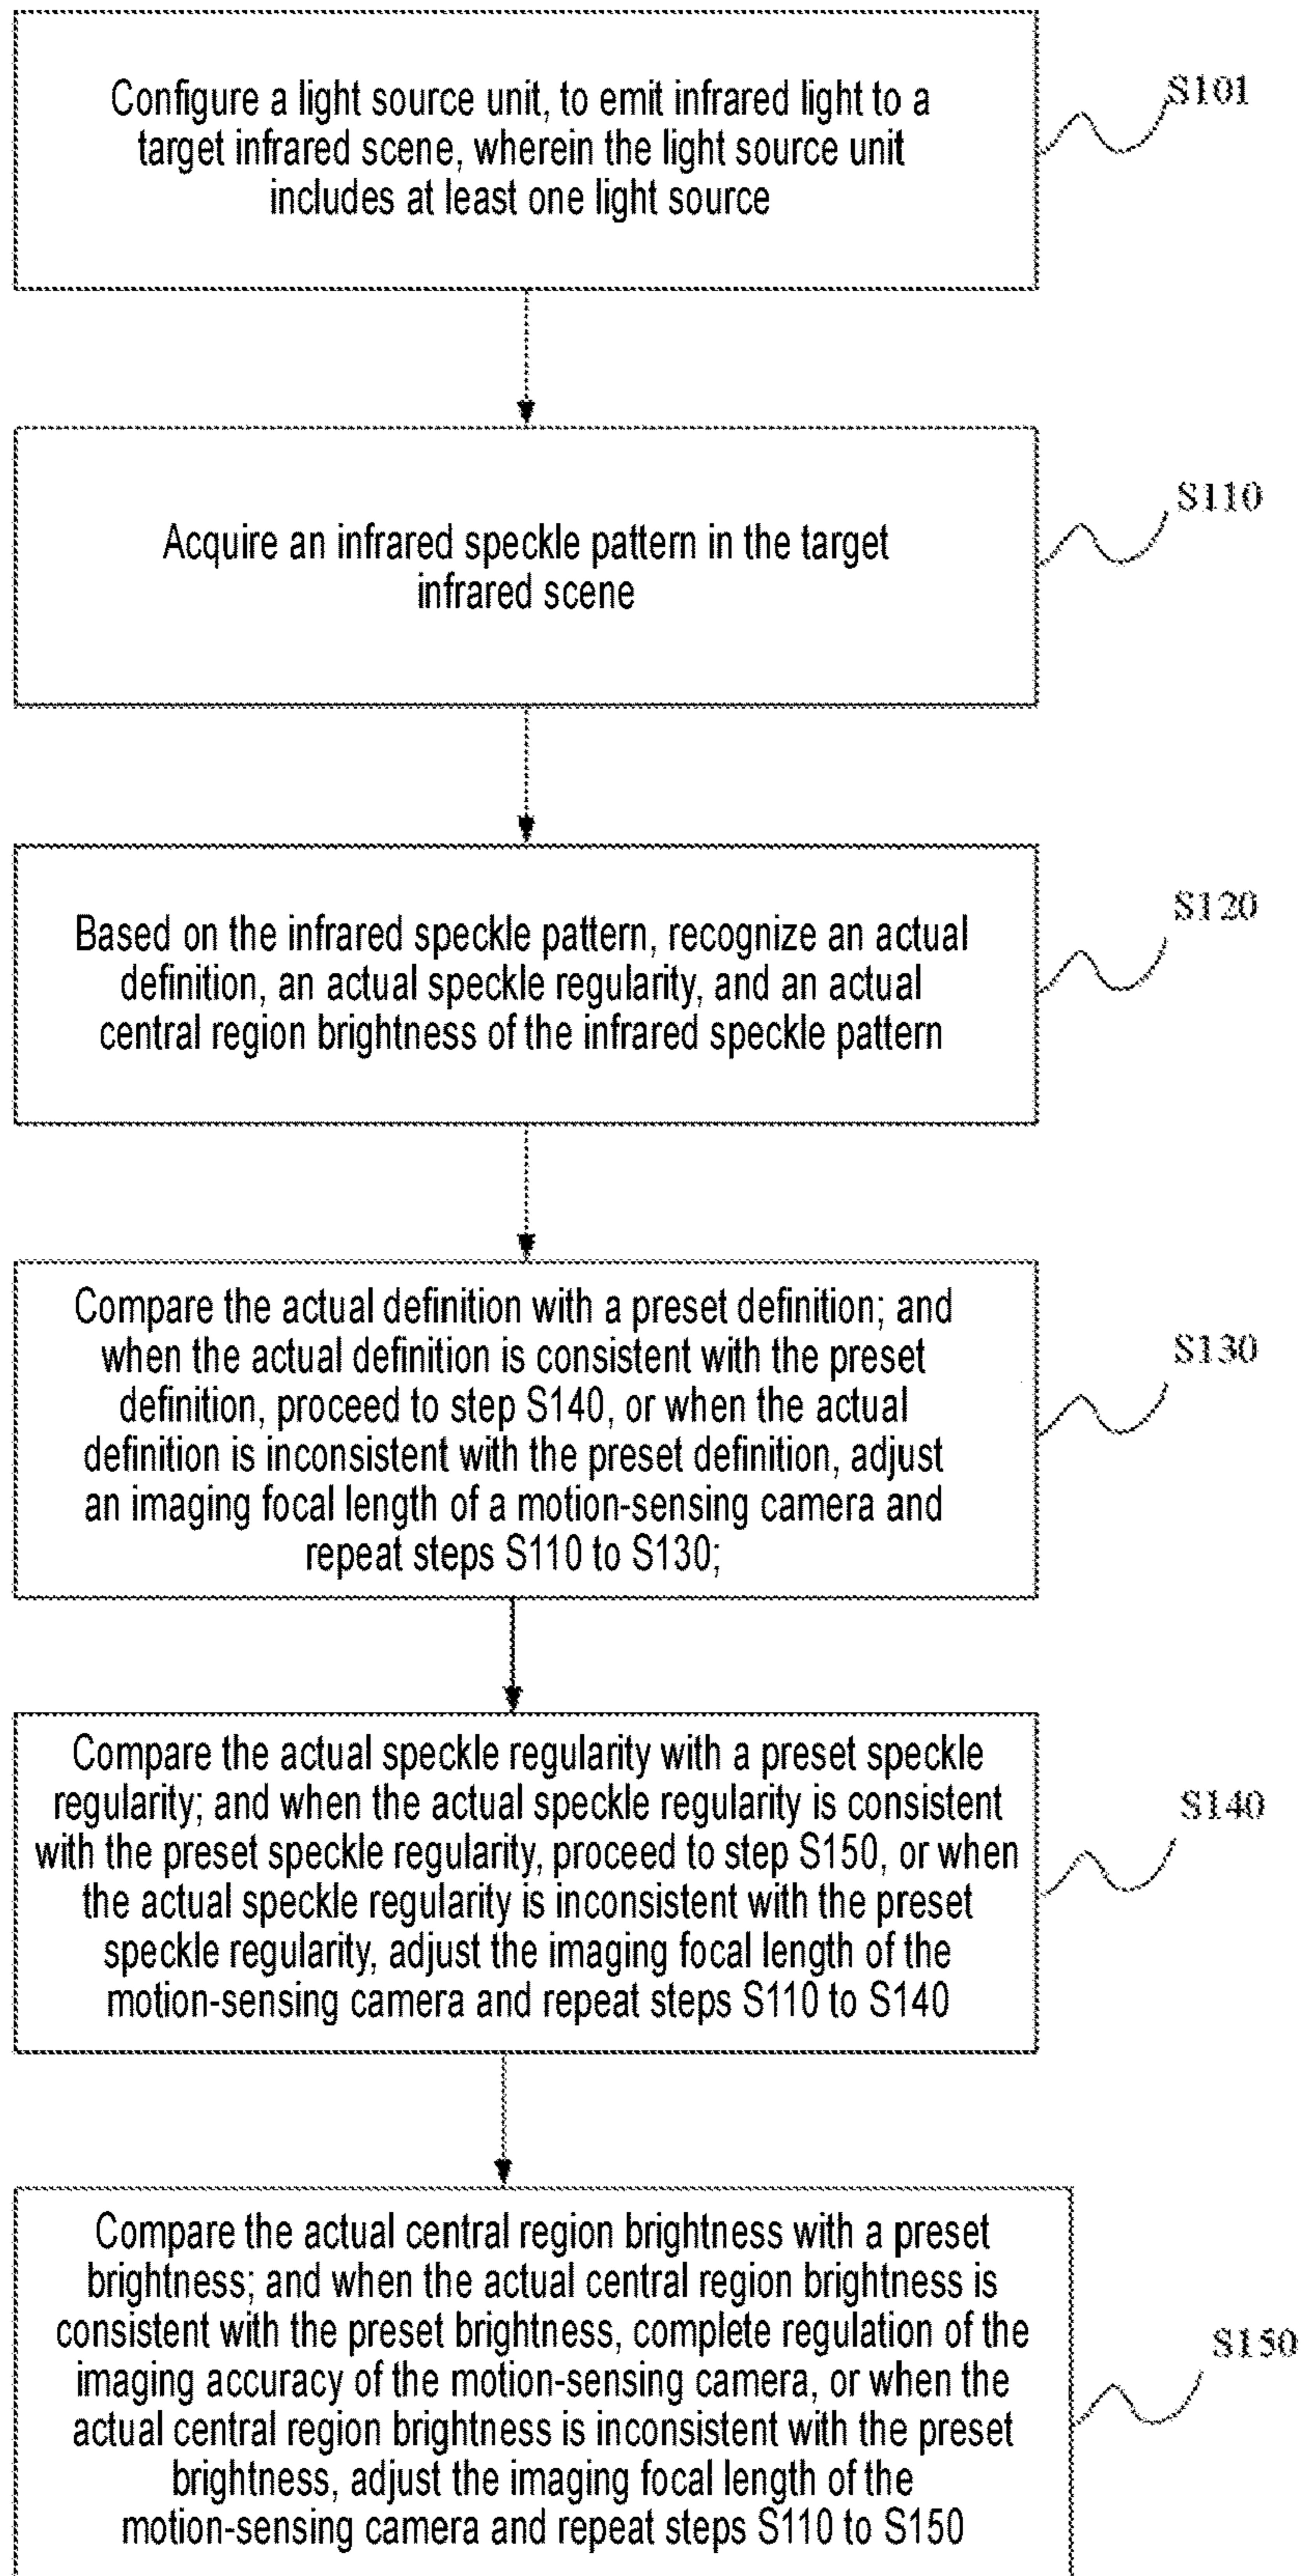 Configure a light source unit, to emit infrared light to a
target infrared scene, wherein the light source unit
includes at least one light source
S101
Acquire an infrared speckle pattern in the target
infrared scene
S110
Based on the infrared speckle pattern, recognize an actual
definition, an actual speckle regularity, and an actual
central region brightness of the infrared speckle pattern
S120
Compare the actual definition with a preset definition; and
when the actual definition is consistent with the preset
definition, proceed to step S140, or when the actual
definition is inconsistent with the preset definition, adjust
an imaging focal length of a motion-sensing camera and
repeat steps S110 to S130;
S130
Compare the actual speckle regularity with a preset speckle
regularity; and when the actual speckle regularity is consistent
with the preset speckle regularity, proceed to step S150, or when
the actual speckle regularity is inconsistent with the preset
speckle regularity, adjust the imaging focal length of the
motion-sensing camera and repeat steps S110 to S140
S140
Compare the actual central region brightness with a preset
brightness; and when the actual central region brightness is
consistent with the preset brightness, complete regulation of the
imaging accuracy of the motion-sensing camera, or when the
actual central region brightness is inconsistent with the preset
brightness, adjust the imaging focal length of the
motion-sensing camera and repeat steps S110 to S150
S150